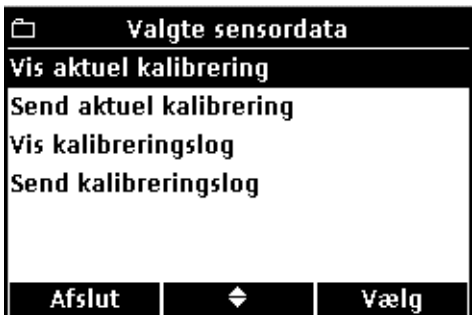 Valgte sensordata
Vis aktuel kalibrering
Send aktuel kalibrering
Vis kalibreringslog
Send kalibreringslog
Afslut Vælg